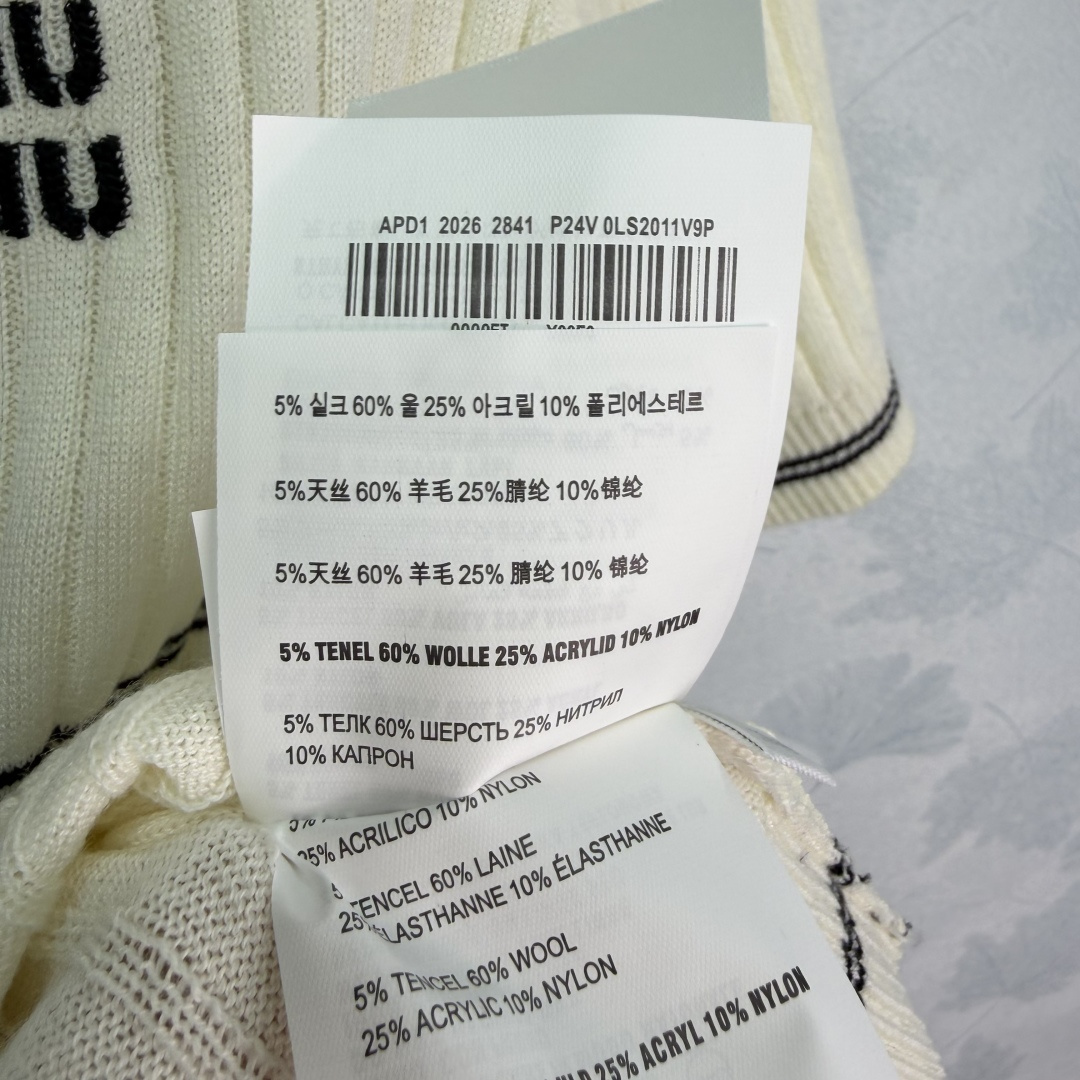 IU
IU
APD1 2026 2841 P24V 0LS2011V9P
5% 실크 60% 울 25% 아크릴 10% 폴리에스테르
5%天丝 60% 羊毛 25%腈纶 10%锦纶
5%天丝 60% 羊毛 25% 腈纶 10% 锦纶
5% TENEL 60% WOLLE 25% ACRYLID 10% NYLON
5% ТЕЛК 60% ШЕРСТЬ 25% НИТРИЛ
10% КАПРОН
25% ACRILICO 10% NYLON
TENCEL 60% LAINE
ÉLASTHANNE 10% ÉLASTHANNE
5% TENCEL 60% WOOL
25% ACRYLIC 10% NYLON
25% ACRYL 10% NYLON